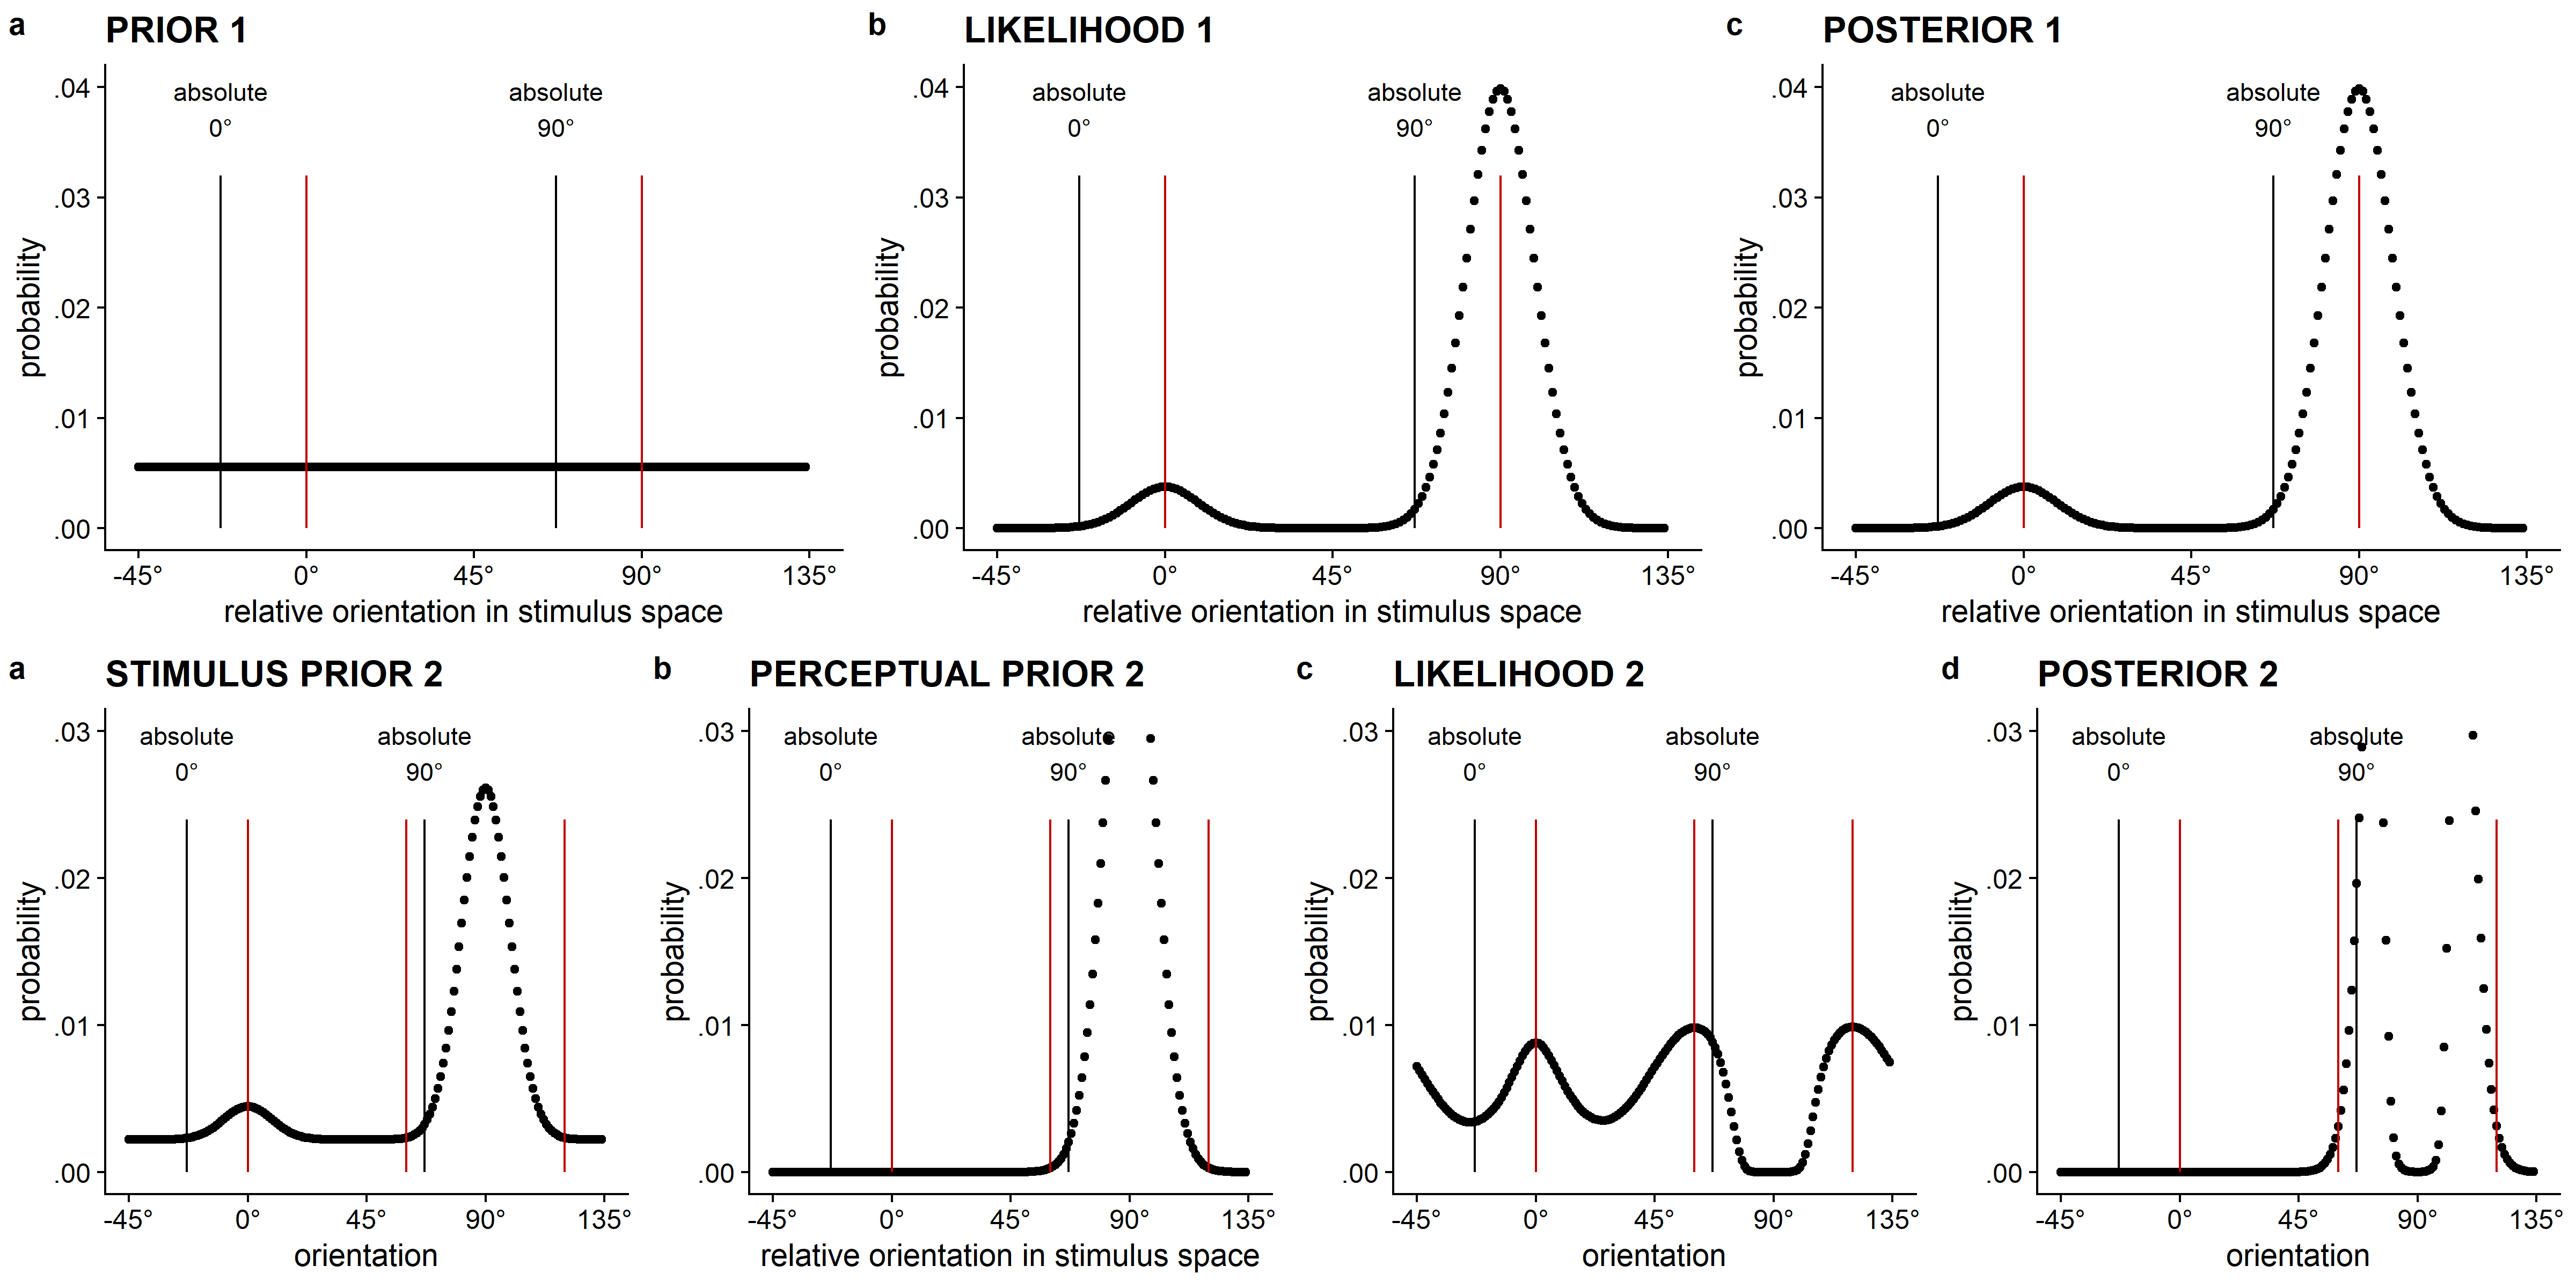 a PRIOR 1
.04
.03
.02
.01
.00
absolute
0°
absolute
90°
probability
-45° 0° 45° 90° 135°
relative orientation in stimulus space
b LIKELIHOOD 1
.04
.03
.02
.01
.00
absolute
0°
absolute
90°
probability
-45° 0° 45° 90° 135°
relative orientation in stimulus space
c POSTERIOR 1
.04
.03
.02
.01
.00
absolute
0°
absolute
90°
probability
-45° 0° 45° 90° 135°
relative orientation in stimulus space
a STIMULUS PRIOR 2
.03
.02
.01
.00
absolute
0°
absolute
90°
probability
-45° 0° 45° 90° 135°
orientation
b PERCEPTUAL PRIOR 2
.03
.02
.01
.00
absolute
0°
absolute
90°
probability
-45° 0° 45° 90° 135°
relative orientation in stimulus space
c LIKELIHOOD 2
.03
.02
.01
.00
absolute
0°
absolute
90°
probability
-45° 0° 45° 90° 135°
orientation
d POSTERIOR 2
.03
.02
.01
.00
absolute
0°
absolute
90°
probability
-45° 0° 45° 90° 135°
orientation